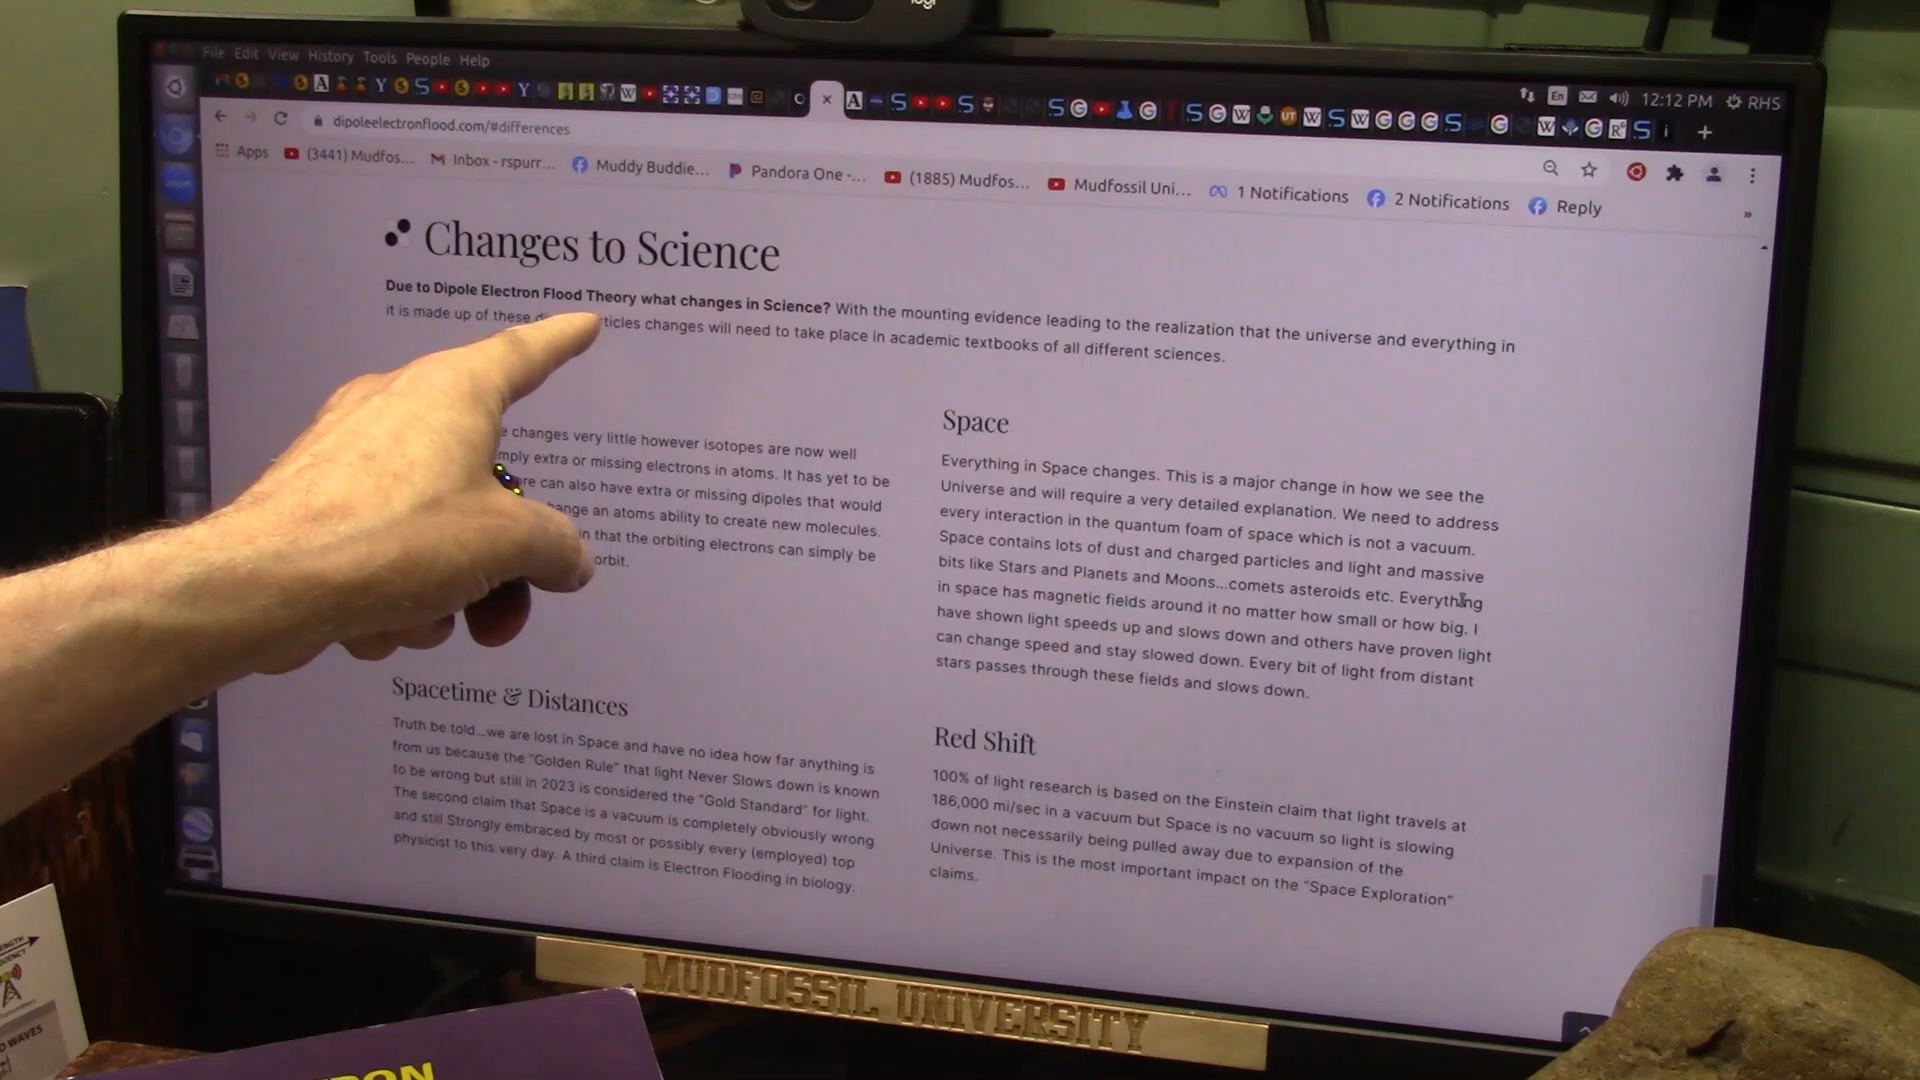 logi
File Edit View History Tools People Help
En 12:12 PM RHS
dipoleelectronflood.com/#differences
Apps (3441) Mudfos... Inbox - rspurr... Muddy Buddie... Pandora One -... (1885) Mudfos... Mudfossil Uni... 1 Notifications 2 Notifications Reply »
Changes to Science
Due to Dipole Electron Flood Theory what changes in Science? With the mounting evidence leading to the realization that the universe and everything in
it is made up of these changes will need to take place in academic textbooks of all different sciences.
changes very little however isotopes are now well
extra or missing electrons in atoms. It has yet to be
can also have extra or missing dipoles that would
an atoms ability to create new molecules.
in that the orbiting electrons can simply be
orbit.
Space
Everything in Space changes. This is a major change in how we see the
Universe and will require a very detailed explanation. We need to address
every interaction in the quantum foam of space which is not a vacuum.
Space contains lots of dust and charged particles and light and massive
bits like Stars and Planets and Moons...comets asteroids etc. Everything
in space has magnetic fields around it no matter how small or how big. I
have shown light speeds up and slows down and others have proven light
can change speed and stay slowed down. Every bit of light from distant
stars passes through these fields and slows down.
Spacetime & Distances
Truth be told...we are lost in Space and have no idea how far anything is
from us because the "Golden Rule" that light Never Slows down is known
to be wrong but still in 2023 is considered the "Gold Standard" for light.
The second claim that Space is a vacuum is completely obviously wrong
and still Strongly embraced by most or possibly every (employed) top
physicist to this very day. A third claim is Electron Flooding in biology.
Red Shift
100% of light research is based on the Einstein claim that light travels at
186,000 mi/sec in a vacuum but Space is no vacuum so light is slowing
down not necessarily being pulled away due to expansion of the
Universe. This is the most important impact on the "Space Exploration"
claims.
MUDFOSSIL UNIVERSITY
WAVES